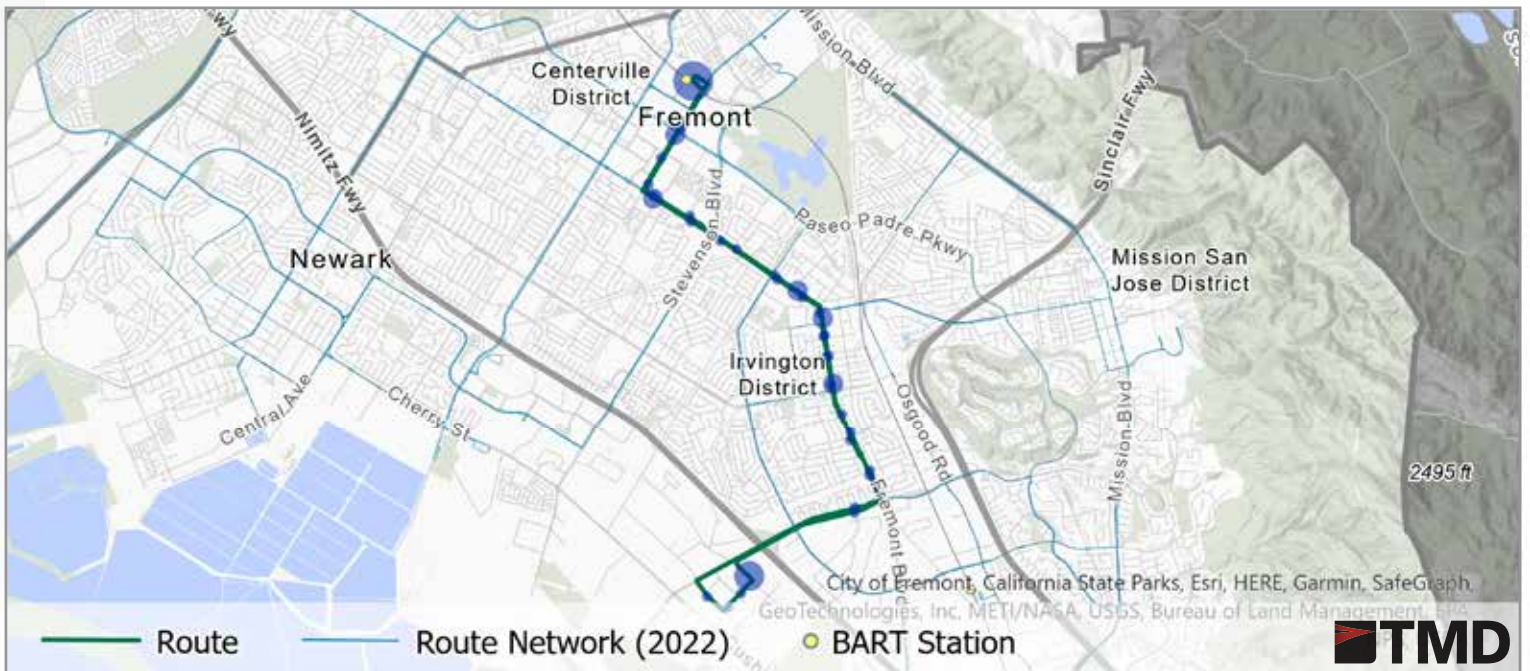 Mission Blvd
Sinclair Fwy
Centerville
District
Fremont
Nimitz Fwy
Stevenson Blvd
Paseo Padre Pkwy
Newark
Mission San
Jose District
Irvington
District
Central Ave
Cherry St
Osgood Rd
Mission Blvd
2495 ft
Fremont Blvd
City of Fremont, California State Parks, Esri, HERE, Garmin, SafeGraph,
GeoTechnologies, Inc, METI/NASA, USGS, Bureau of Land Management, EPA,
Route
Route Network (2022)
BART Station
TMD